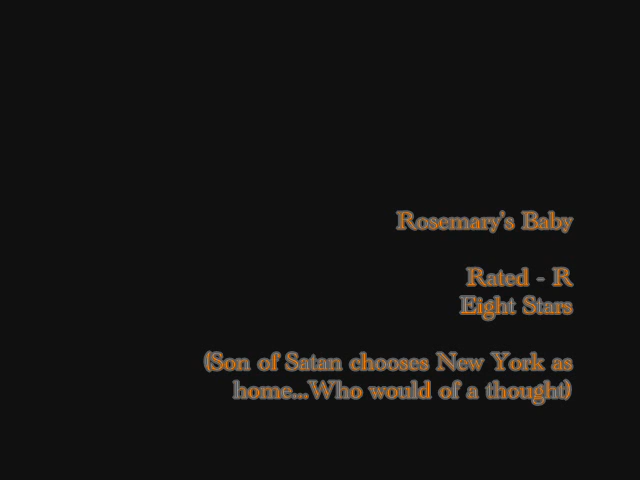 Rosemary's Baby
Rated - R
Eight Stars
(Son of Satan chooses New York as
home...Who would of a thought)